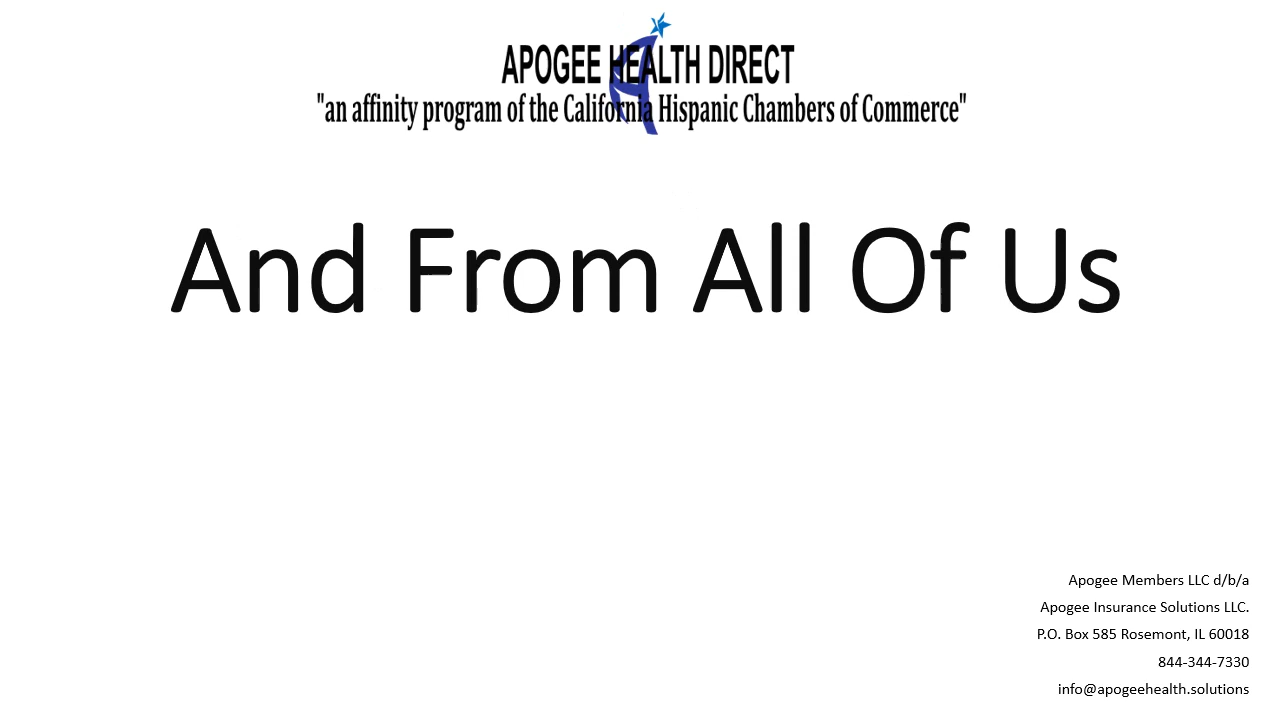 APOGEE HEALTH DIRECT
"an affinity program of the California Hispanic Chambers of Commerce"
And From All Of Us
Apogee Members LLC d/b/a
Apogee Insurance Solutions LLC.
P.O. Box 585 Rosemont, IL 60018
844-344-7330
info@apogeehealth.solutions